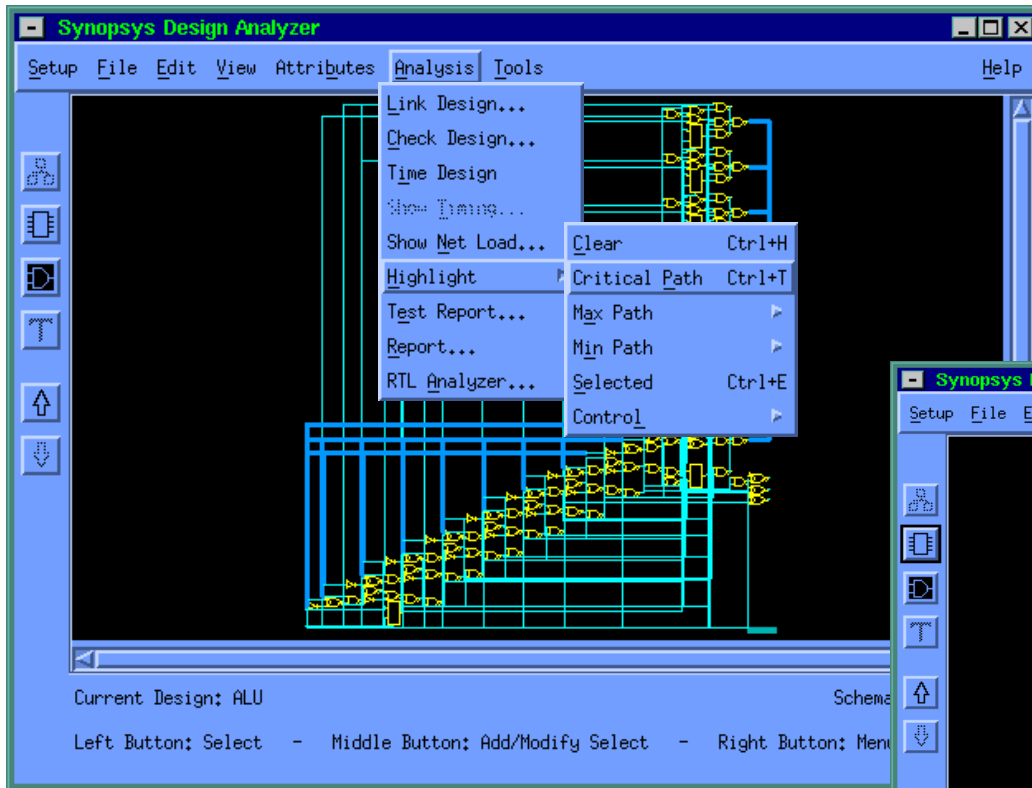 Synopsys Design Analyzer
Setup File Edit View Attributes Analysis Tools Help
Link Design...
Check Design...
Time Design
Show Timing...
Show Net Load...
Highlight
Test Report...
Report...
RTL Analyzer...
Clear Ctrl+H
Critical Path Ctrl+T
Max Path
Min Path
Selected Ctrl+E
Control
Synopsys
Setup File E
Current Design: ALU Schema
Left Button: Select - Middle Button: Add/Modify Select - Right Button: Menu